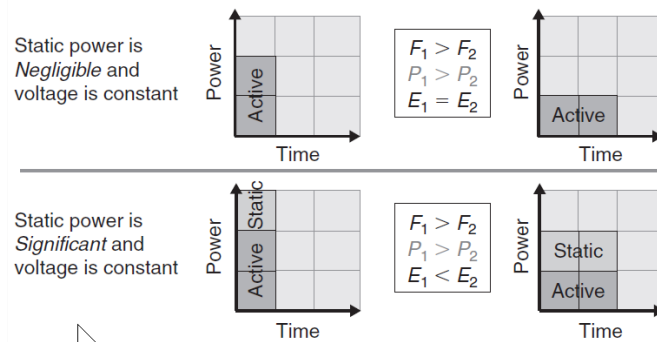 Static power is
Negligible and
voltage is constant
Power
Active
Time
F₁ > F₂
P₁ > P₂
E₁ = E₂
Power
Active
Time
Static power is
Significant and
voltage is constant
Power
Static
Active
Time
F₁ > F₂
P₁ > P₂
E₁ < E₂
Power
Static
Active
Time